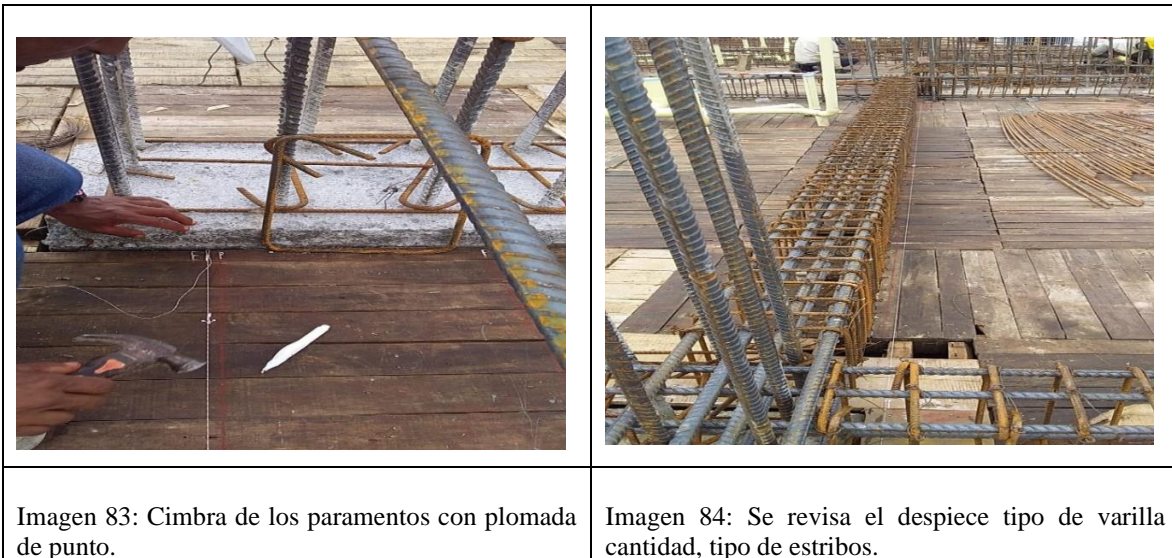 Imagen 83: Cimbra de los paramentos con plomada
de punto.
Imagen 84: Se revisa el despiece tipo de varilla
cantidad, tipo de estribos.